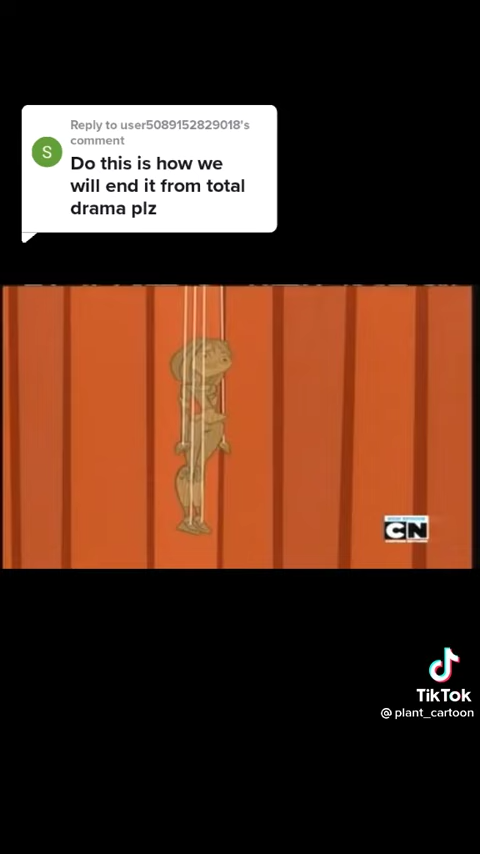 Reply to user5089152829018's
comment
S
Do this is how we
will end it from total
drama plz
CN
TikTok
@ plant_cartoon